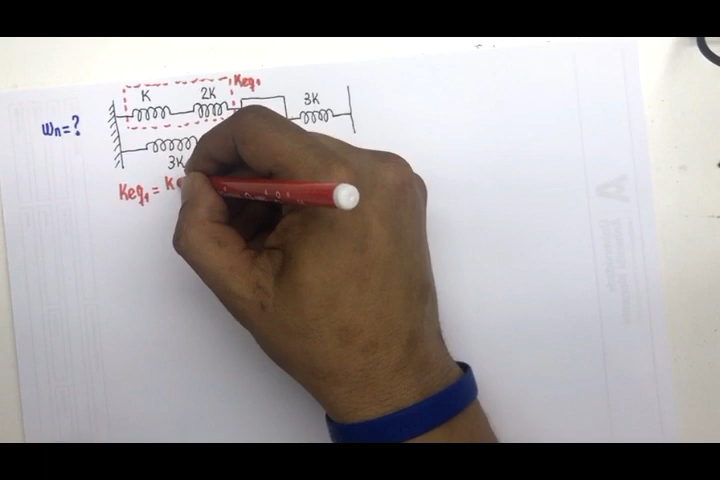 Keq₁
K 2K 3K
ωn = ?
3K
Keq₁ = K